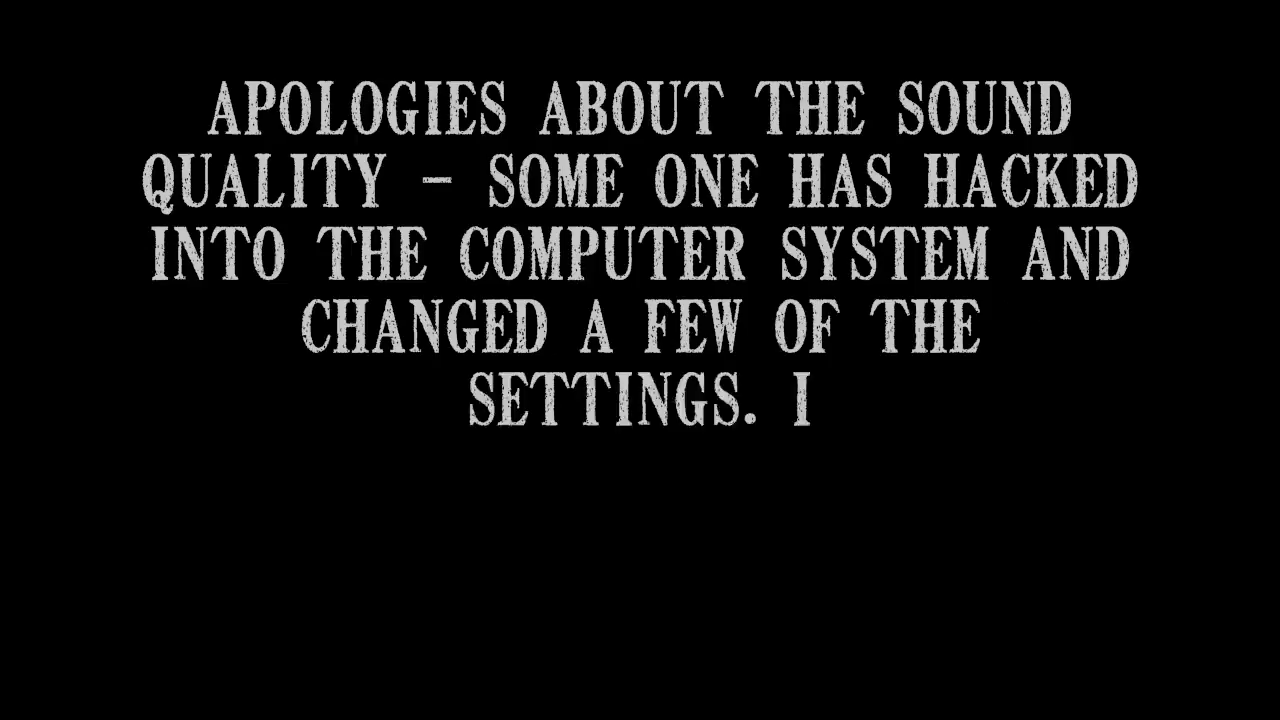 APOLOGIES ABOUT THE SOUND
QUALITY - SOME ONE HAS HACKED
INTO THE COMPUTER SYSTEM AND
CHANGED A FEW OF THE
SETTINGS. I